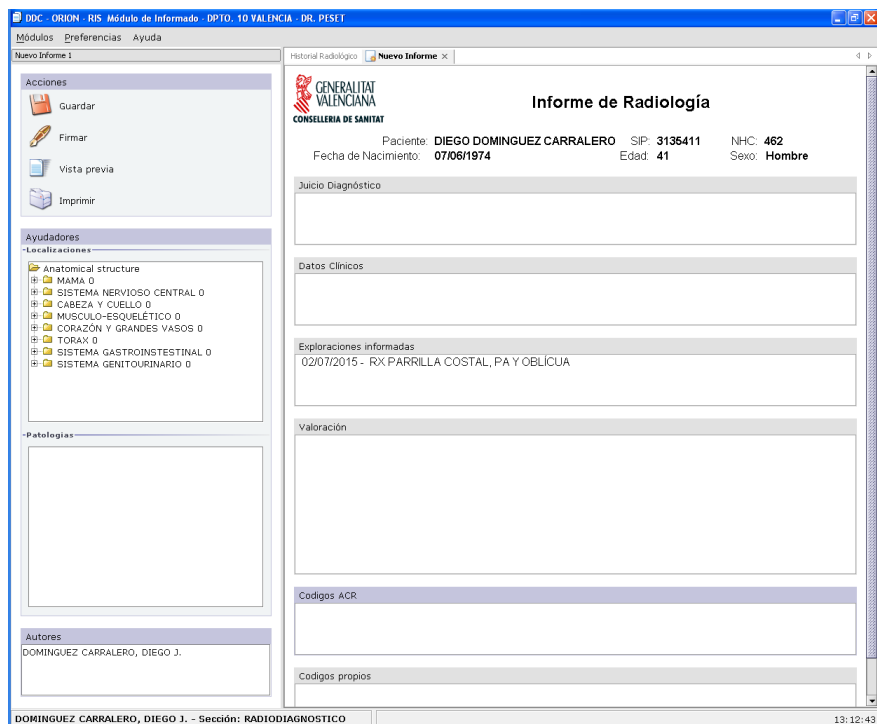 DDC - ORION - RIS Módulo de Informado - DPTO. 10 VALENCIA - DR. PESET
Módulos Preferencias Ayuda
Nuevo Informe 1
Acciones
Guardar
Firmar
Vista previa
Imprimir
Ayudadores
Localizaciones
Anatomical structure
MAMA 0
SISTEMA NERVIOSO CENTRAL 0
CABEZA Y CUELLO 0
MUSCULO-ESQUELÉTICO 0
CORAZÓN Y GRANDES VASOS 0
TORAX 0
SISTEMA GASTROINSTESTINAL 0
SISTEMA GENITOURINARIO 0
Patologias
Autores
DOMINGUEZ CARRALERO, DIEGO J.
Historial Radiológico Nuevo Informe
GENERALITAT
VALENCIANA
CONSELLERIA DE SANITAT
Informe de Radiología
Paciente: DIEGO DOMINGUEZ CARRALERO SIP: 3135411 NHC: 462
Fecha de Nacimiento: 07/06/1974 Edad: 41 Sexo: Hombre
Juicio Diagnóstico
Datos Clínicos
Exploraciones informadas
02/07/2015 - RX PARRILLA COSTAL, PA Y OBLÍCUA
Valoración
Codigos ACR
Codigos propios
DOMINGUEZ CARRALERO, DIEGO J. - Sección: RADIODIAGNOSTICO
13:12:43